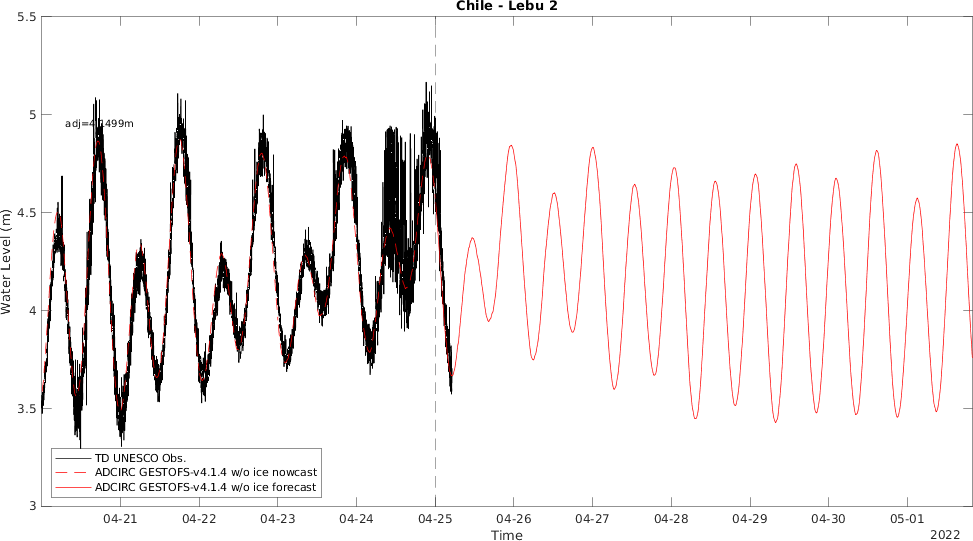 Chile - Lebu 2
5.5
5
4.5
4
3.5
3
Water Level (m)
TD UNESCO Obs.
ADCIRC GESTOFS-v4.1.4 w/o ice nowcast
ADCIRC GESTOFS-v4.1.4 w/o ice forecast
04-21 04-22 04-23 04-24 04-25 04-26 04-27 04-28 04-29 04-30 05-01
Time
2022